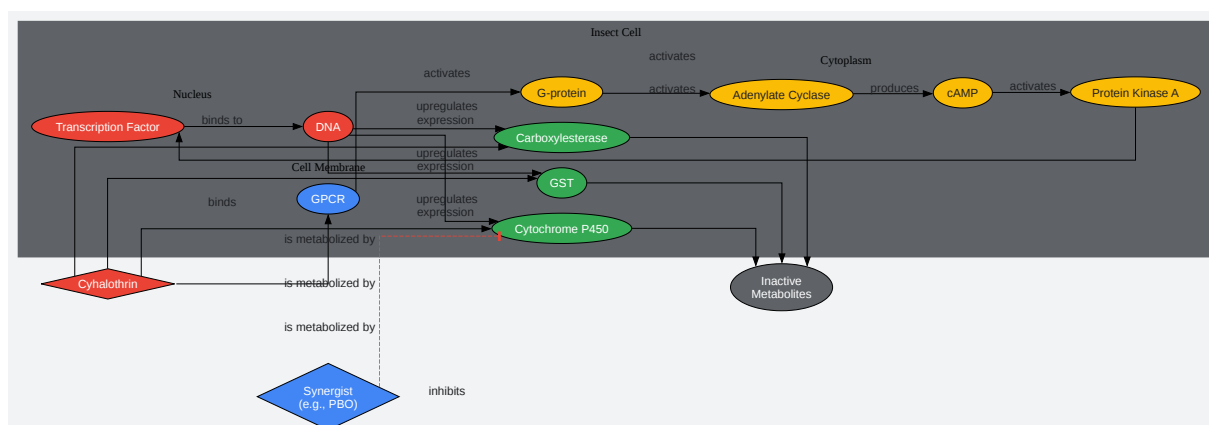 Insect Cell
activates
Cytoplasm
activates
G-protein
activates
Adenylate Cyclase
produces
cAMP
activates
Protein Kinase A
Nucleus
Transcription Factor
binds to
DNA
upregulates
expression
Carboxylesterase
upregulates
expression
Cell Membrane
GST
binds
GPCR
upregulates
expression
Cytochrome P450
is metabolized by
Cyhalothrin
is metabolized by
Inactive
Metabolites
is metabolized by
Synergist
(e.g., PBO)
inhibits